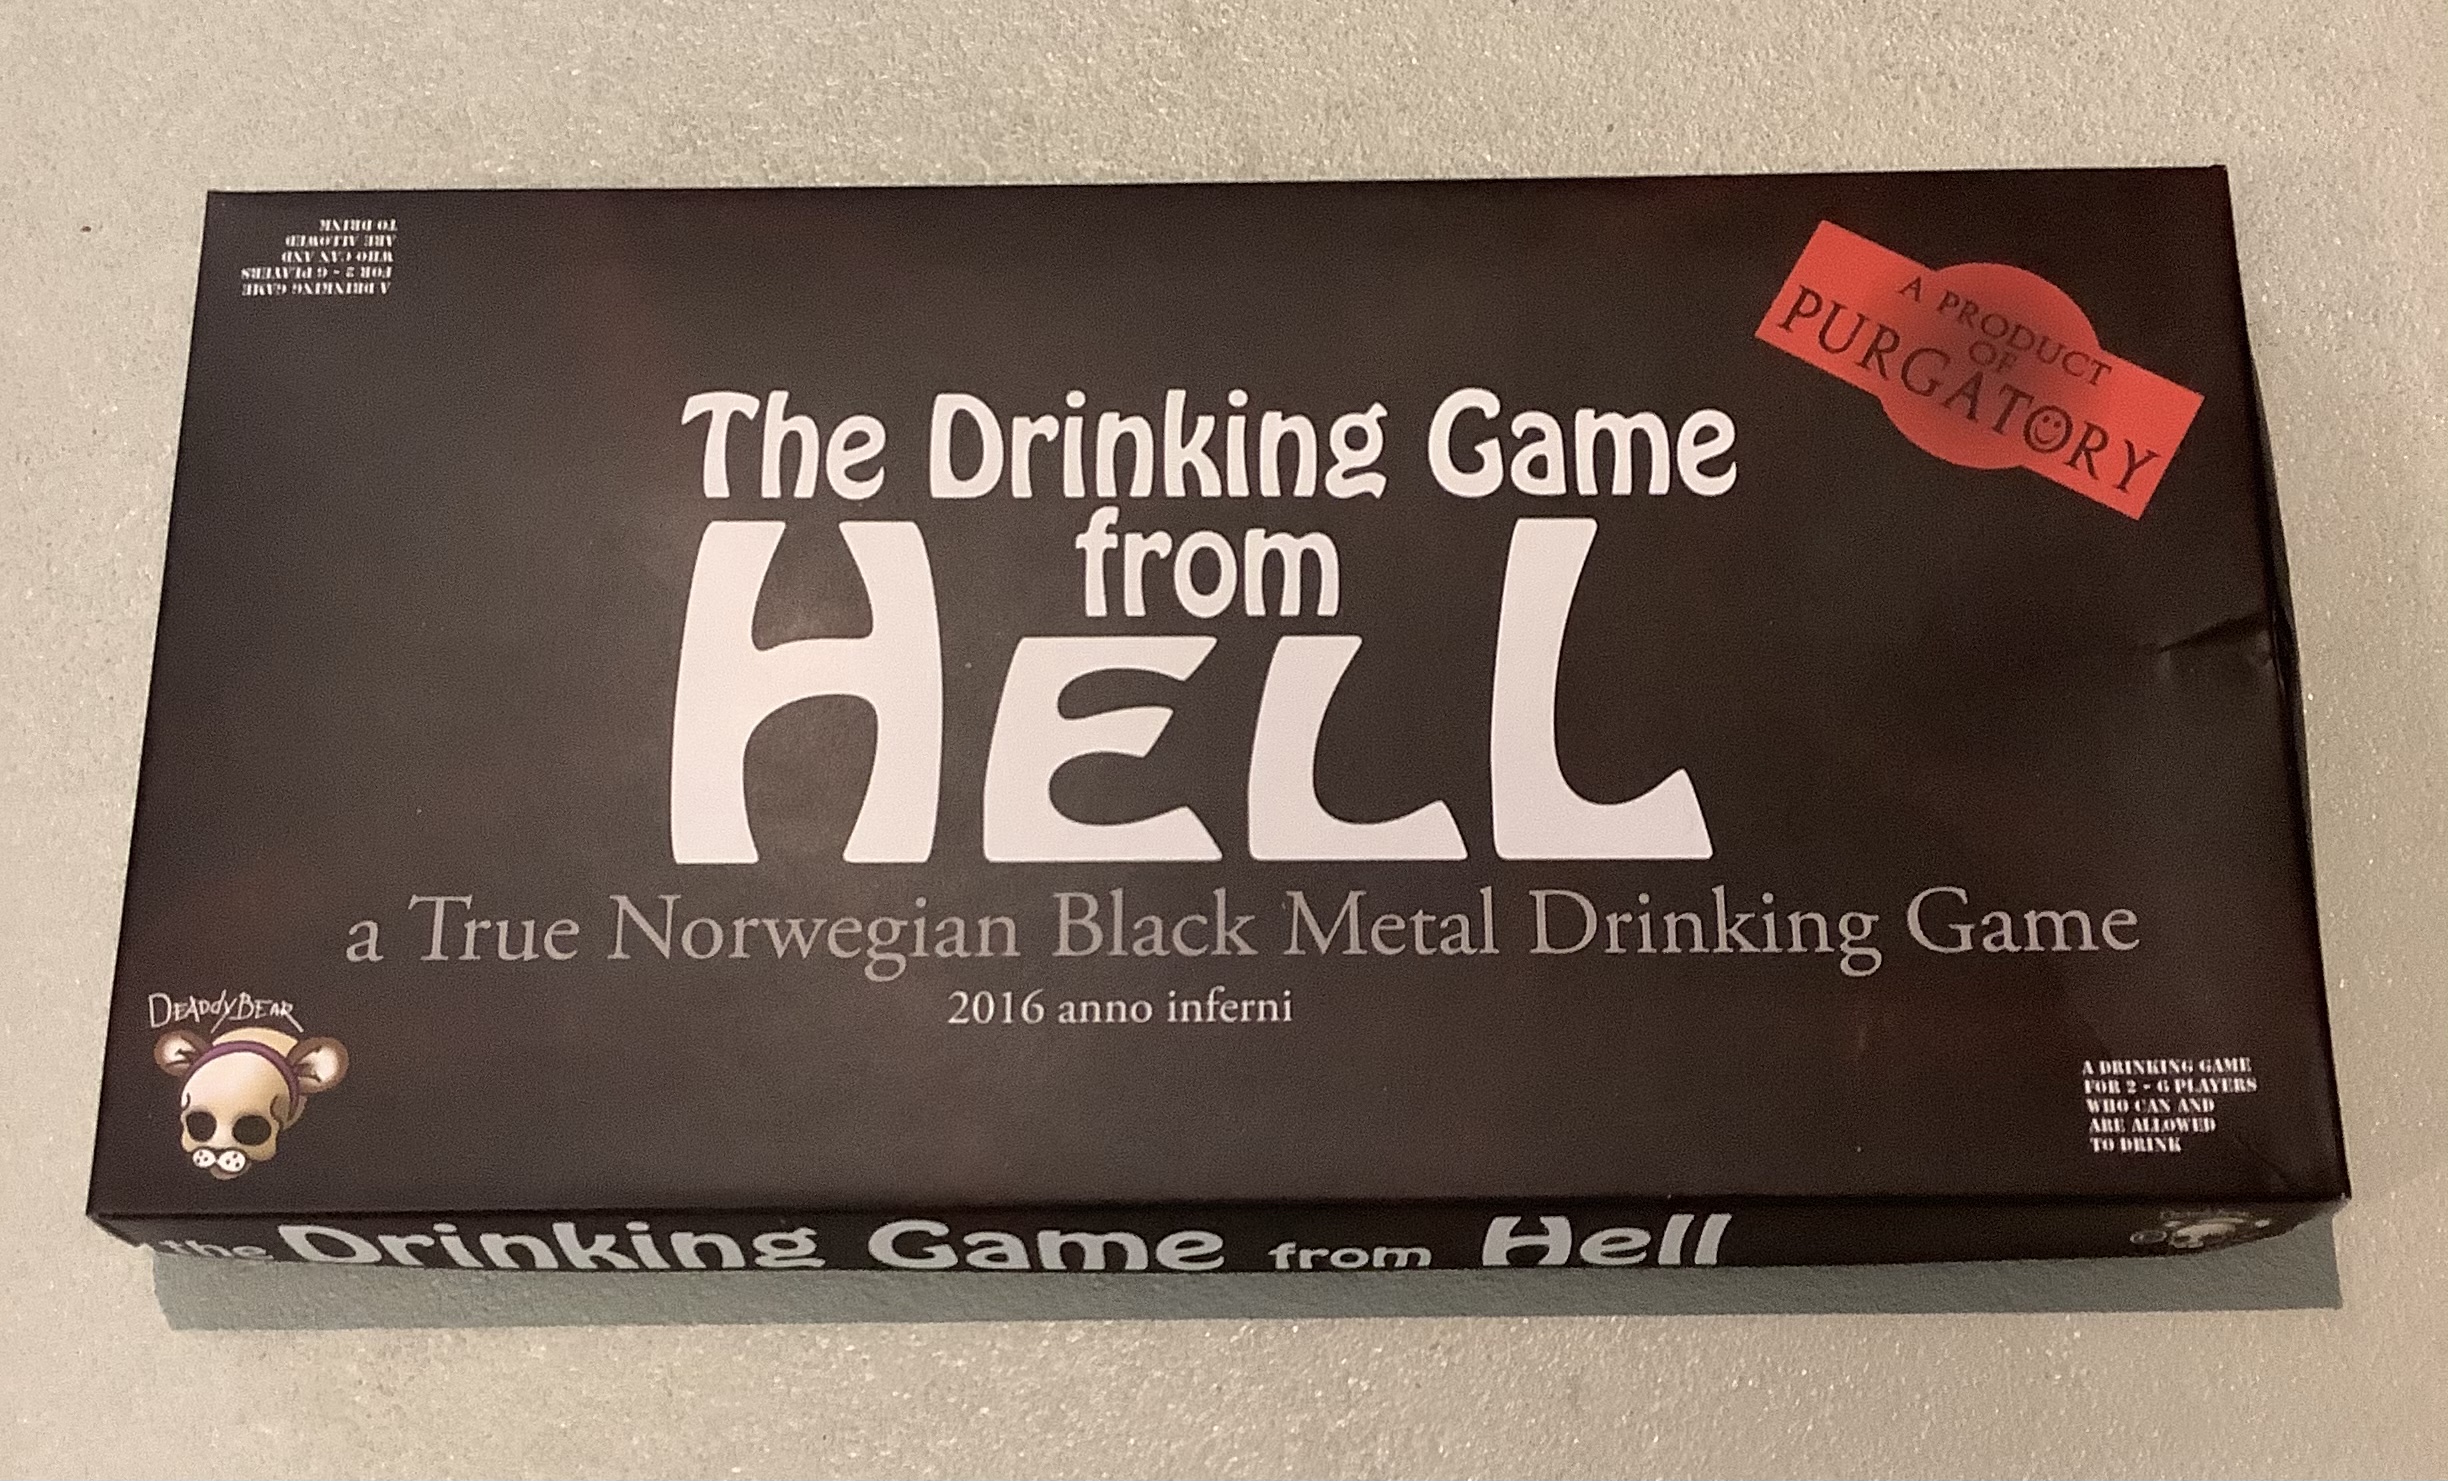 A DRINKING GAME
FOR 2 - 6 PLAYERS
WHO CAN AND
ARE ALLOWED
TO DRINK
A PRODUCT
OF
PURGATORY
The Drinking Game
from
HELL
a True Norwegian Black Metal Drinking Game
2016 anno inferni
DEADDYBEAR
A DRINKING GAME
FOR 2 - 6 PLAYERS
WHO CAN AND
ARE ALLOWED
TO DRINK
the Drinking Game from Hell